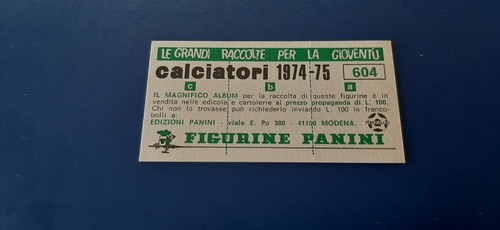 LE GRANDI RACCOLTE PER LA GIOVENTÙ
calciatori 1974-75 604
c b a
IL MAGNIFICO ALBUM per la raccolta di queste figurine è in
vendita nelle edicole e cartolerie al prezzo propaganda di L. 100.
Chi non lo trovasse può richiederlo inviando L. 100 in franco-
bolli a:
EDIZIONI PANINI - viale E. Po 380 - 41100 MODENA.
FIGURINE PANINI